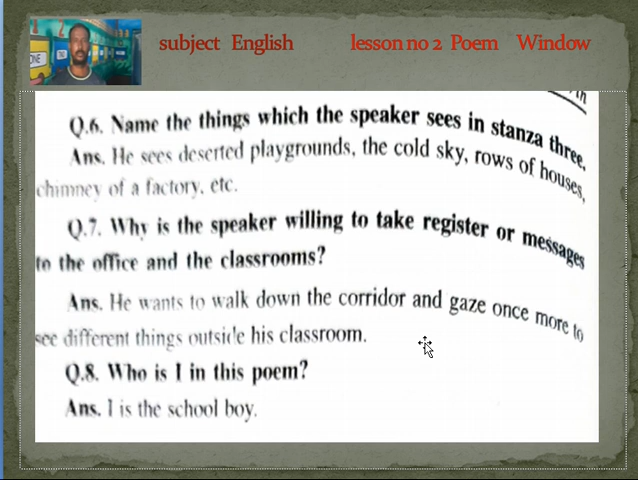 subject English lesson no 2 Poem Window
Q.6. Name the things which the speaker sees in stanza three.
Ans. He sees deserted playgrounds, the cold sky, rows of houses,
chimney of a factory, etc.
Q.7. Why is the speaker willing to take register or messages
to the office and the classrooms?
Ans. He wants to walk down the corridor and gaze once more to
see different things outside his classroom.
Q.8. Who is I in this poem?
Ans. I is the school boy.